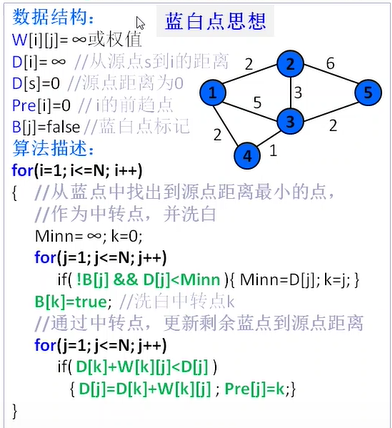 数据结构:
蓝白点思想
W[i][j]= ∞或权值
D[i]= ∞ //从源点s到i的距离
D[s]=0 //源点距离为0
Pre[i]=0 //i的前趋点
B[j]=false //蓝白点标记
1
2
3
4
5
2
6
5
3
2
2
1
算法描述:
for(i=1; i<=N; i++)
{ //从蓝点中找出到源点距离最小的点,
//作为中转点，并洗白
Minn= ∞; k=0;
for(j=1; j<=N; j++)
if( !B[j] && D[j]<Minn ){ Minn=D[j]; k=j; }
B[k]=true; //洗白中转点k
//通过中转点，更新剩余蓝点到源点距离
for(j=1; j<=N; j++)
if( D[k]+W[k][j]<D[j] )
{ D[j]=D[k]+W[k][j] ; Pre[j]=k;}
}